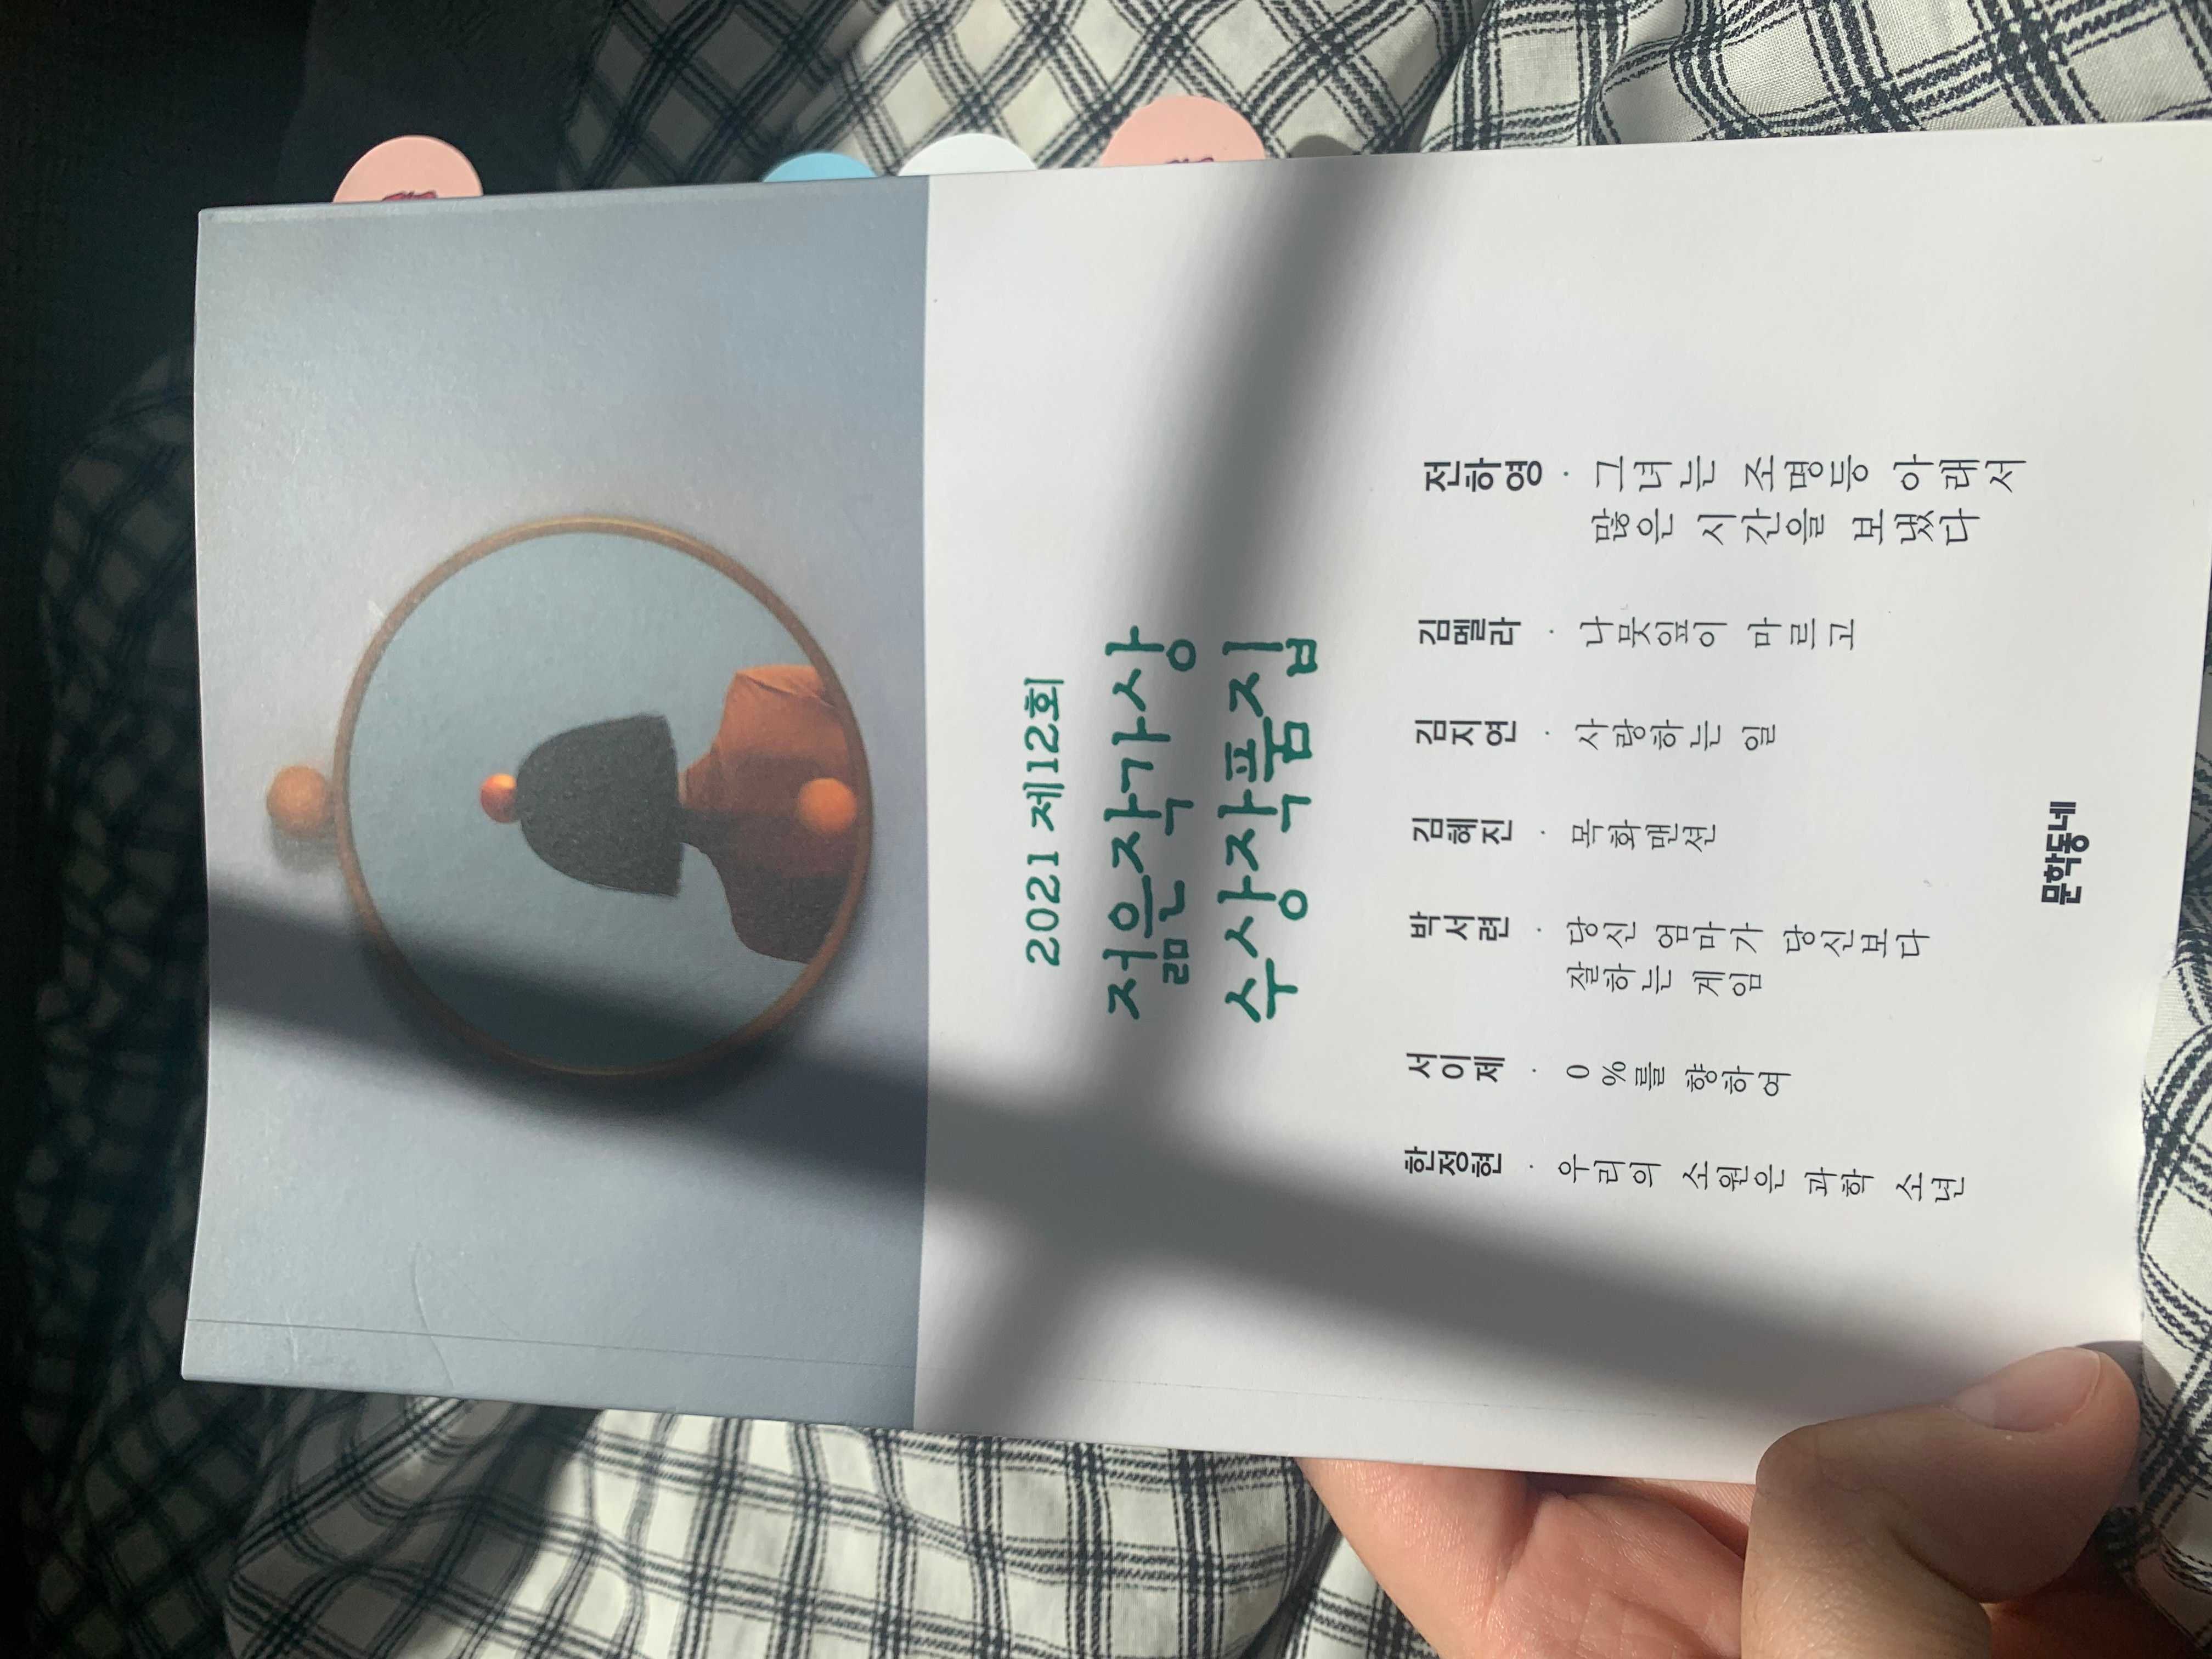 2021 제12회
젊은작가상
수상작품집
전하영 · 그녀는 조명등 아래서
많은 시간을 보냈다
김멜라 · 나뭇잎이 마르고
김지연 · 사랑하는 일
김혜진 · 목화맨션
박서련 · 당신 엄마가 당신보다
잘하는 게임
서이제 · 0%를 향하여
한정현 · 우리의 소원은 과학 소년
문학동네